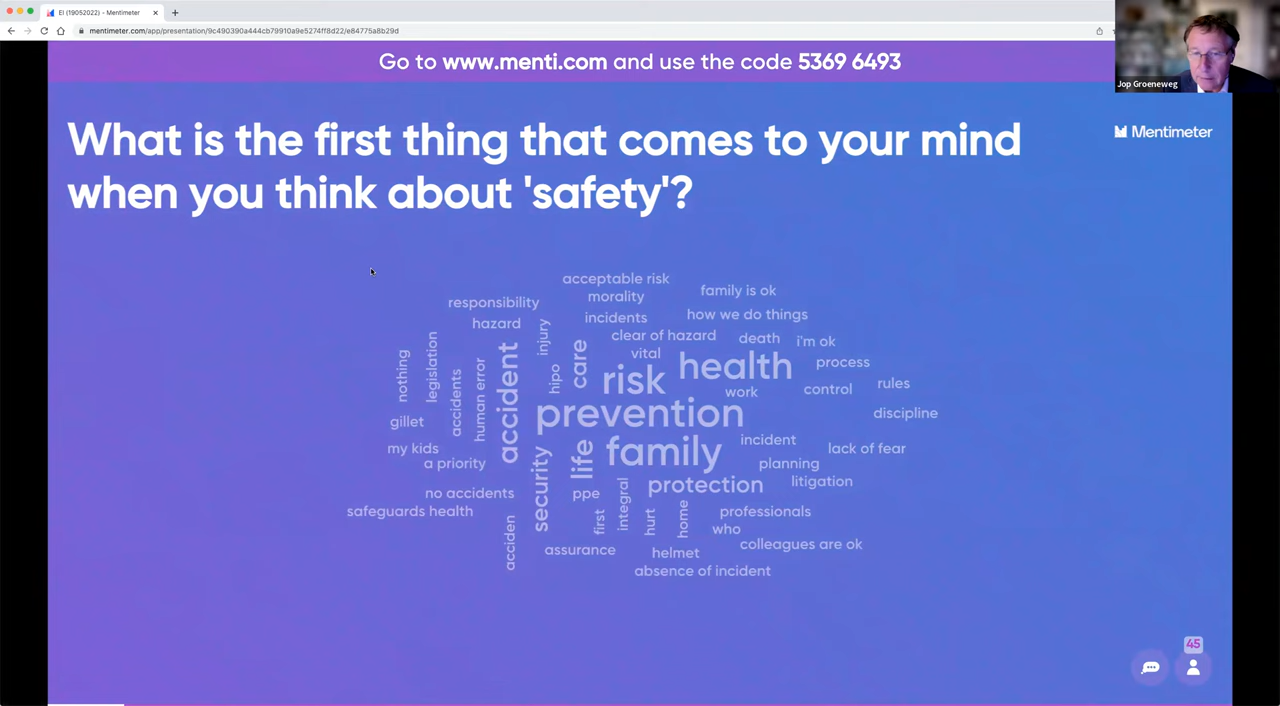 EI (19052022) - Mentimeter
mentimeter.com/app/presentation/9c490390a444cb79910a9e5274ff8d22/e84775a8b29d
Go to www.menti.com and use the code 5369 6493
Jop Groeneweg
Mentimeter
What is the first thing that comes to your mind
when you think about 'safety'?
acceptable risk
family is ok
morality
responsibility
how we do things
incidents
hazard
injury
clear of hazard
death
i'm ok
vital
care
health
process
nothing
legislation
accidents
human error
accident
hipo
risk
work
control
rules
prevention
discipline
gillet
my kids
a priority
life
family
incident
lack of fear
planning
litigation
security
protection
no accidents
ppe
safeguards health
first
integral
hurt
home
professionals
who
acciden
assurance
helmet
colleagues are ok
absence of incident
45